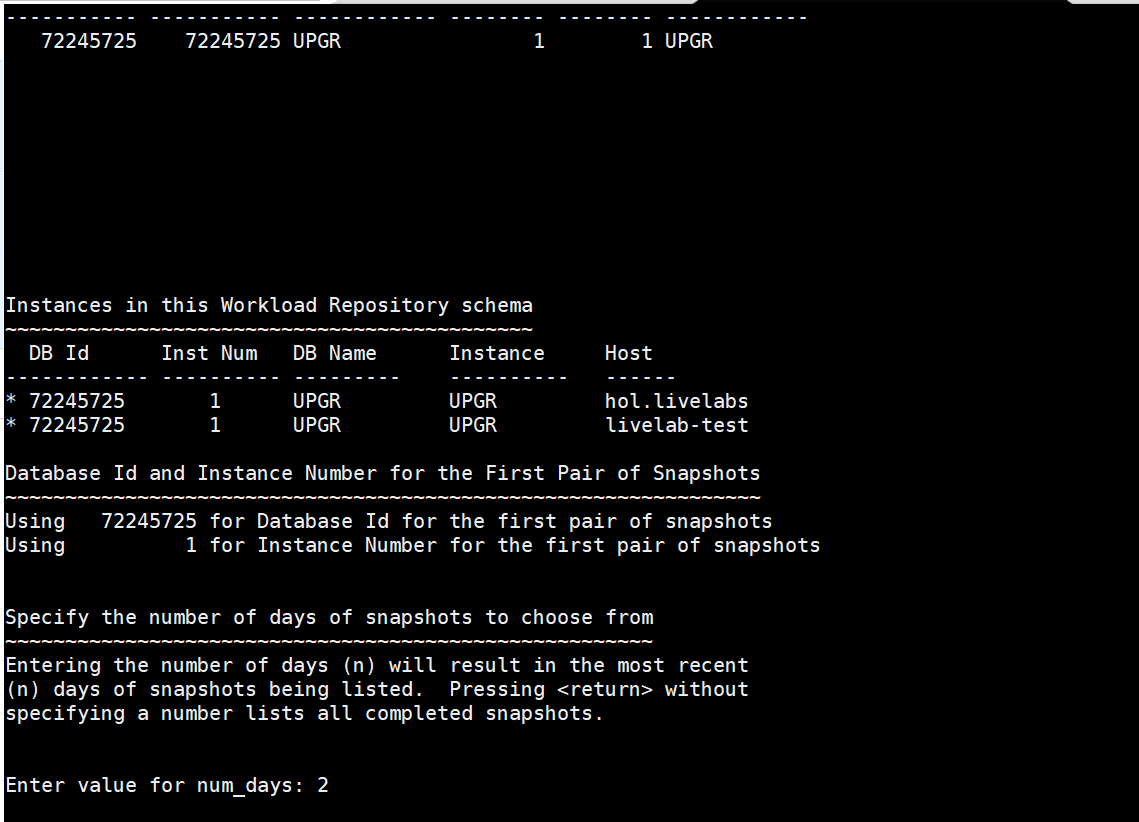 ----------- ----------- ------------ -------- -------- ------------
   72245725    72245725 UPGR                1        1 UPGR
Instances in this Workload Repository schema
~~~~~~~~~~~~~~~~~~~~~~~~~~~~~~~~~~~~~~~~~~~~
  DB Id      Inst Num   DB Name      Instance     Host
------------ ---------- ---------    ----------   ------
* 72245725       1      UPGR         UPGR         hol.livelabs
* 72245725       1      UPGR         UPGR         livelab-test
Database Id and Instance Number for the First Pair of Snapshots
~~~~~~~~~~~~~~~~~~~~~~~~~~~~~~~~~~~~~~~~~~~~~~~~~~~~~~~~~~~~~~~
Using   72245725 for Database Id for the first pair of snapshots
Using          1 for Instance Number for the first pair of snapshots
Specify the number of days of snapshots to choose from
~~~~~~~~~~~~~~~~~~~~~~~~~~~~~~~~~~~~~~~~~~~~~~~~~~~~~~
Entering the number of days (n) will result in the most recent
(n) days of snapshots being listed.  Pressing <return> without
specifying a number lists all completed snapshots.
Enter value for num_days: 2